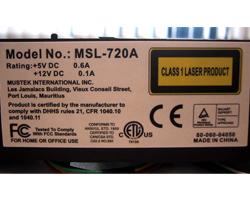 Model No.: MSL-720A
Rating:+5V DC 0.6A
+12V DC 0.1A
MUSTEK INTERNATIONAL INC.
Les Jamalacs Building, Vieux Conseil Street,
Port Louis, Mauritius
Product is certified by the manufacturer to
comply with DHHS rules 21, CFR 1040.10
and 1040.11
CLASS 1 LASER PRODUCT
FC Tested To Comply
With FCC Standards
FOR HOME OR OFFICE USE
MADE IN CHINA